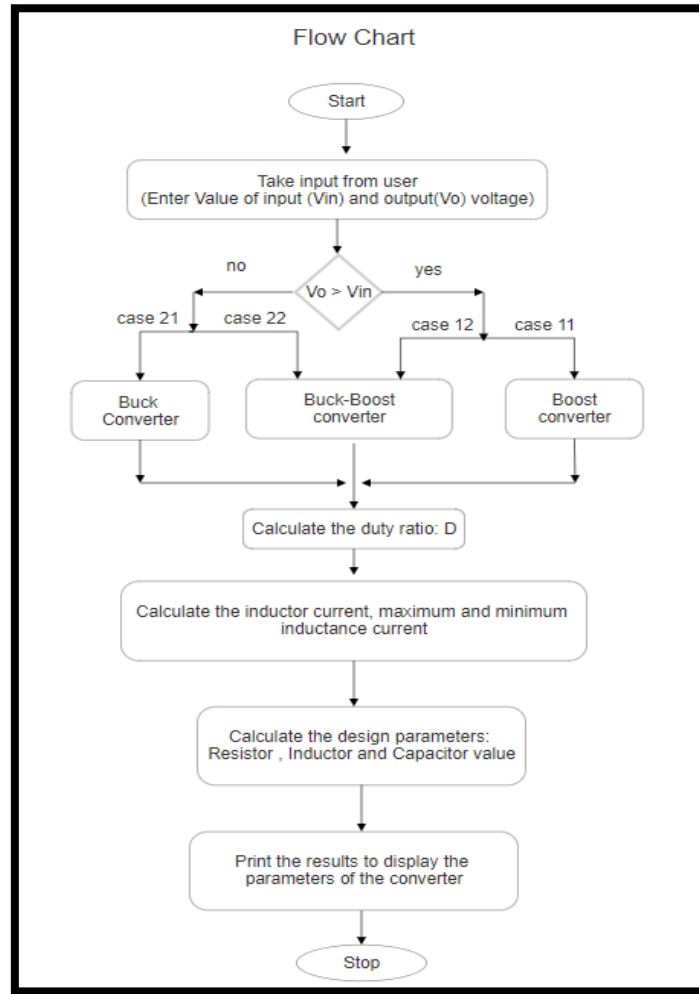 Flow Chart
Start
Take input from user
(Enter Value of input (Vin) and output(Vo) voltage)
no
yes
Vo > Vin
case 21
case 22
case 12
case 11
Buck
Converter
Buck-Boost
converter
Boost
converter
Calculate the duty ratio: D
Calculate the inductor current, maximum and minimum
inductance current
Calculate the design parameters:
Resistor , Inductor and Capacitor value
Print the results to display the
parameters of the converter
Stop